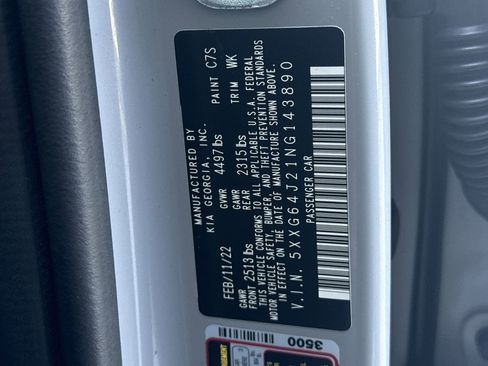 MANUFACTURED BY
KIA GEORGIA, INC.
FEB/11/22 GVWR 4497lbs PAINT C7S
GAWR GAWR
FRONT 2513lbs REAR 2315lbs TRIM WK
THIS VEHICLE CONFORMS TO ALL APPLICABLE U.S.A. FEDERAL
MOTOR VEHICLE SAFETY, BUMPER, AND THEFT PREVENTION STANDARDS
IN EFFECT ON THE DATE OF MANUFACTURE SHOWN ABOVE.
V.I.N. 5XXG64J21NG143890
PASSENGER CAR
3500